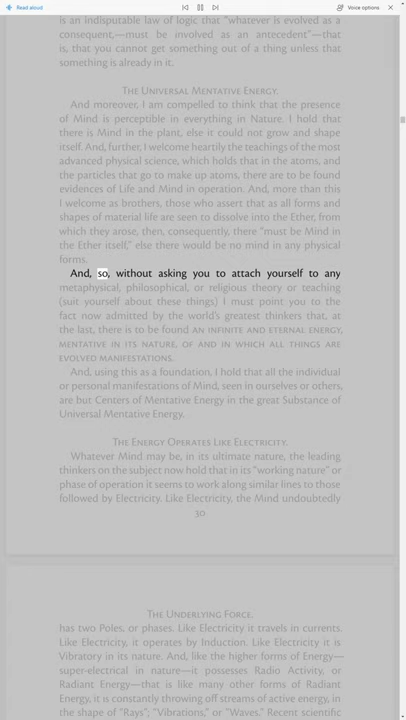 Read aloud
Voice options
is an indisputable law of logic that "whatever is evolved as a
consequent,—must be involved as an antecedent"—that
is, that you cannot get something out of a thing unless that
something is already in it.
The Universal Mentative Energy.
And moreover, I am compelled to think that the presence
of Mind is perceptible in everything in Nature. I hold that
there is Mind in the plant, else it could not grow and shape
itself. And, further, I welcome heartily the teachings of the most
advanced physical science, which holds that in the atoms, and
the particles that go to make up atoms, there are to be found
evidences of Life and Mind in operation. And, more than this
I welcome as brothers, those who assert that as all forms and
shapes of material life are seen to dissolve into the Ether, from
which they arose, then, consequently, there "must be Mind in
the Ether itself," else there would be no mind in any physical
forms.
And, so, without asking you to attach yourself to any
metaphysical, philosophical, or religious theory or teaching
(suit yourself about these things) I must point you to the
fact now admitted by the world's greatest thinkers that, at
the last, there is to be found an infinite and eternal energy,
mentative in its nature, of and in which all things are
evolved manifestations.
And, using this as a foundation, I hold that all the individual
or personal manifestations of Mind, seen in ourselves or others,
are but Centers of Mentative Energy in the great Substance of
Universal Mentative Energy.
The Energy Operates Like Electricity.
Whatever Mind may be, in its ultimate nature, the leading
thinkers on the subject now hold that in its "working nature" or
phase of operation it seems to work along similar lines to those
followed by Electricity. Like Electricity, the Mind undoubtedly
30
The Underlying Force.
has two Poles, or phases. Like Electricity it travels in currents.
Like Electricity, it operates by Induction. Like Electricity it is
Vibratory in its nature. And, like the higher forms of Energy—
super-electrical in nature—it possesses Radio Activity, or
Radiant Energy—that is like many other forms of Radiant
Energy, it is constantly throwing off streams of active energy, in
the shape of "Rays"; "Vibrations," or "Waves." Recent scientific